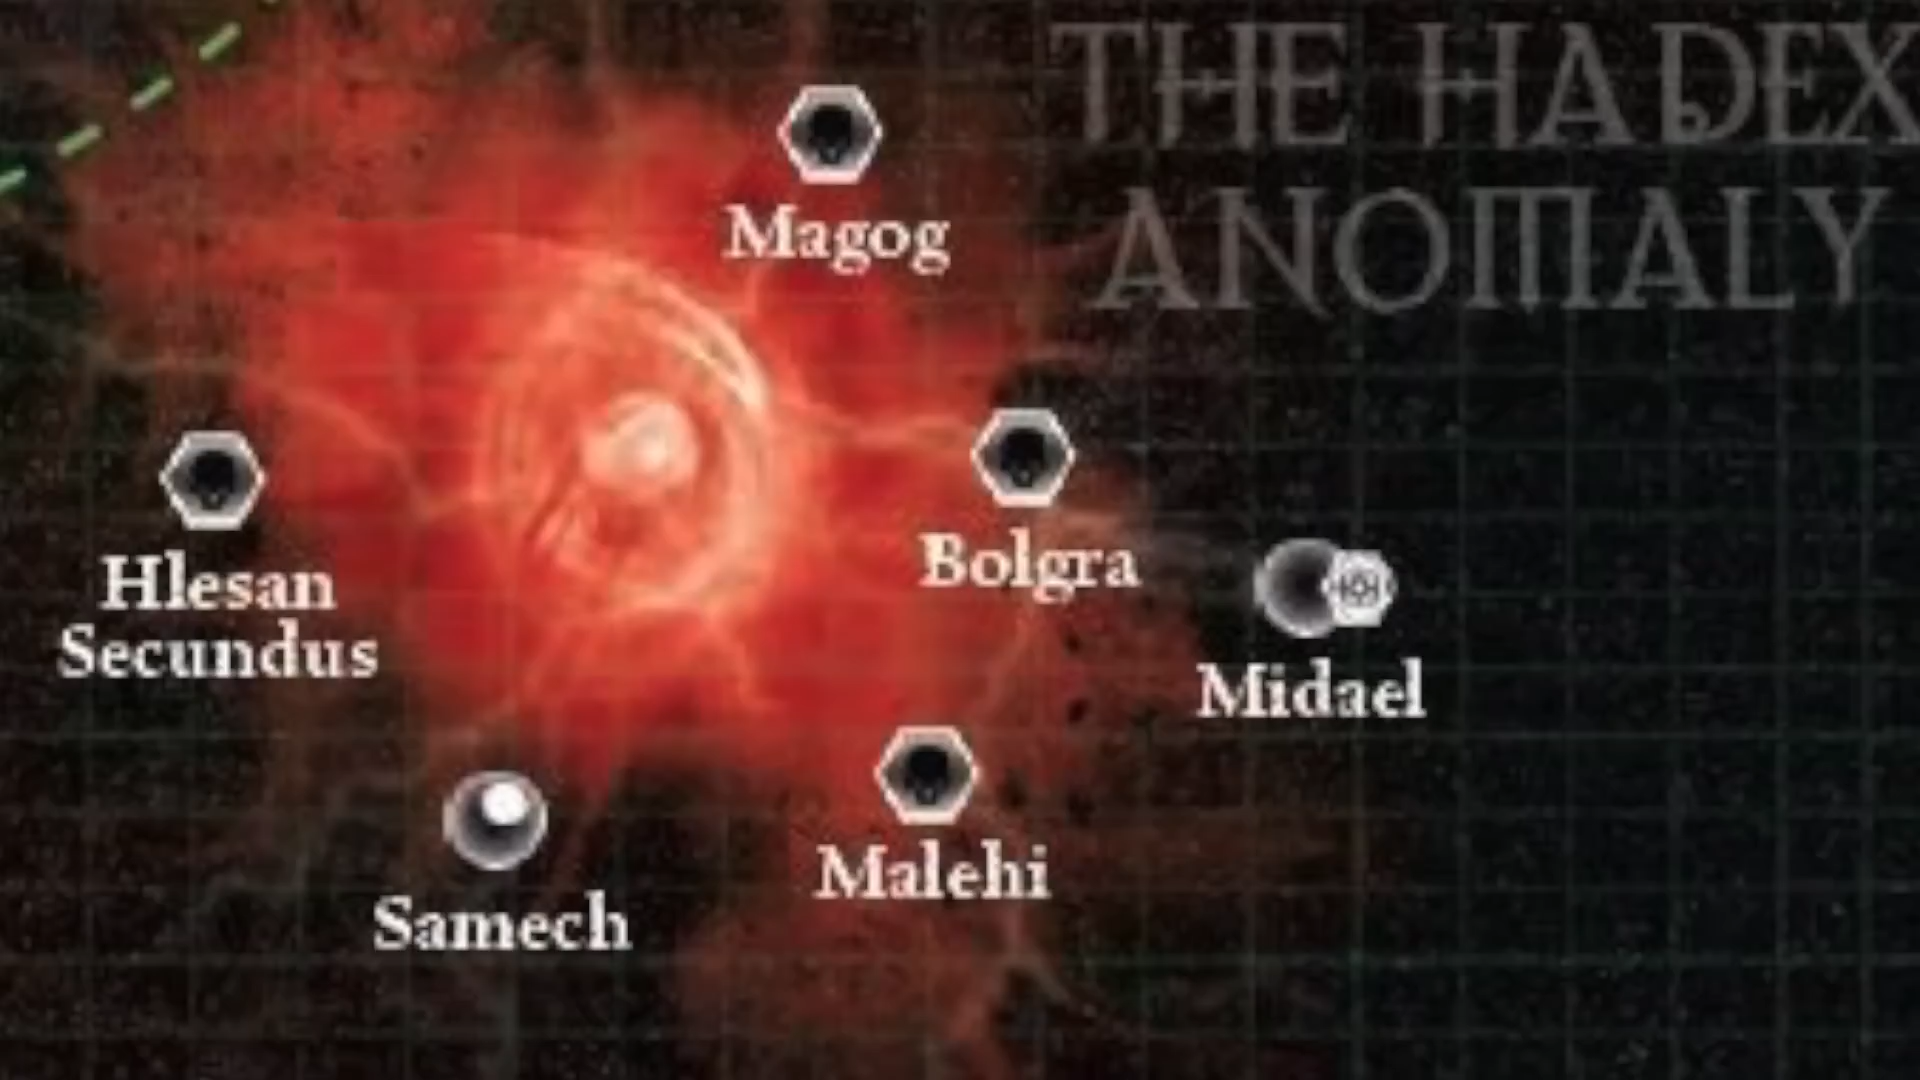 THE HADEX
ANOMALY
Magog
Bolgra
Hlesan
Secundus
Midael
Malehi
Samech